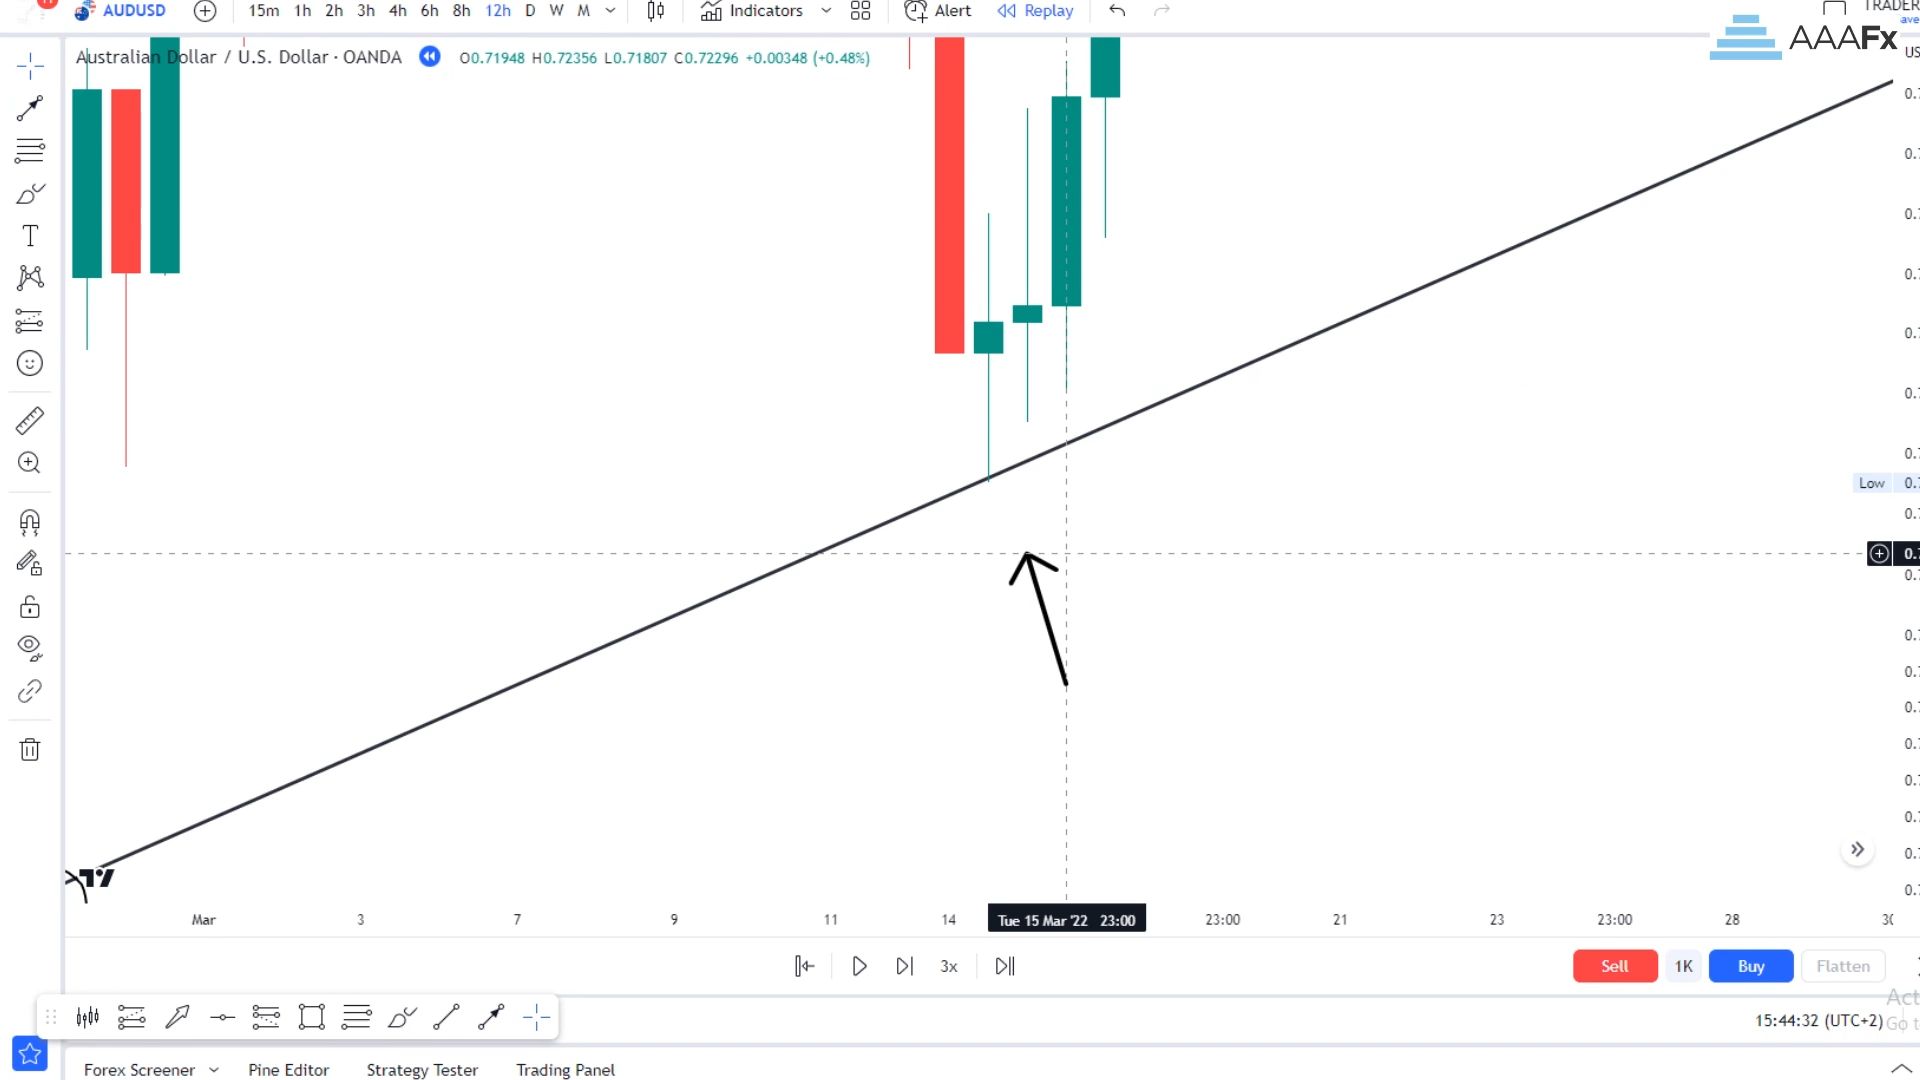 AUDUSD 15m 1h 2h 3h 4h 6h 8h 12h D W M Indicators Alert Replay
Australian Dollar / U.S. Dollar · OANDA O0.71948 H0.72356 L0.71807 C0.72296 +0.00348 (+0.48%)
AAAFx
T
Low
Mar 3 7 9 11 14 Tue 15 Mar '22 23:00 23:00 21 23 23:00 28
3x
Sell 1K Buy Flatten
15:44:32 (UTC+2)
Forex Screener Pine Editor Strategy Tester Trading Panel